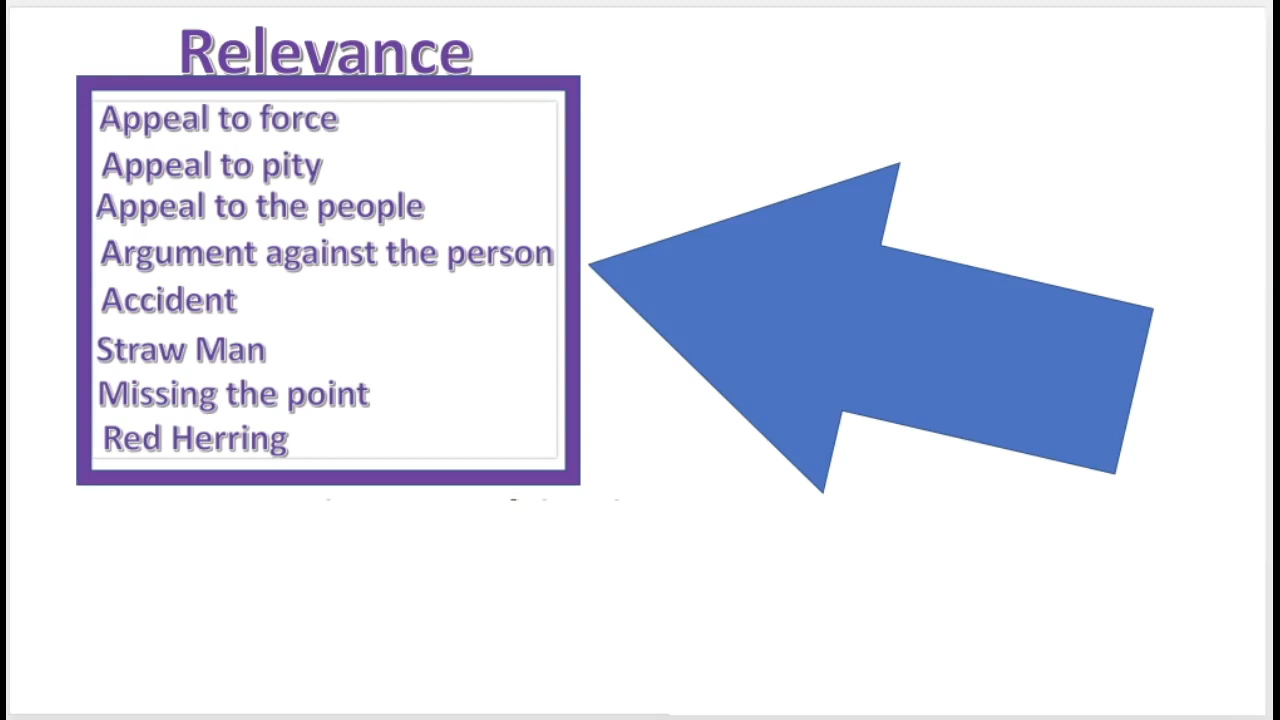 Relevance
Appeal to force
Appeal to pity
Appeal to the people
Argument against the person
Accident
Straw Man
Missing the point
Red Herring